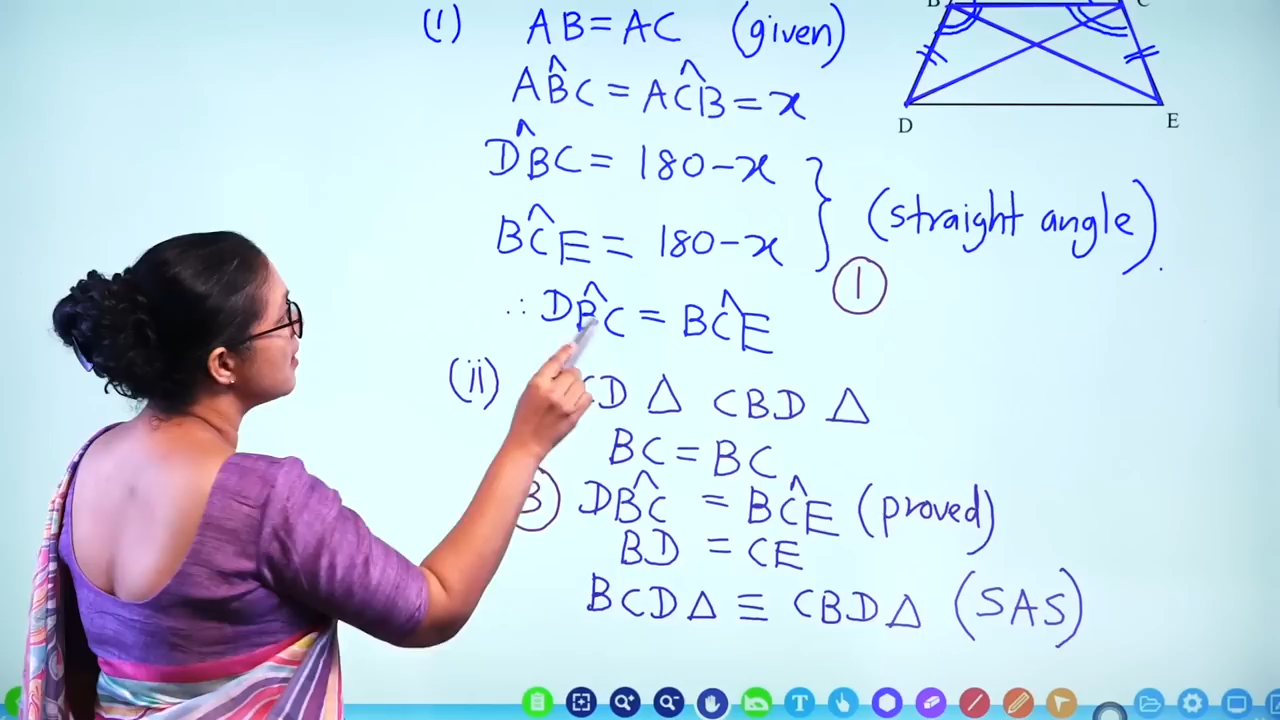 B C
(i) AB = AC (given)
AB̂C = AĈB = x
D E
DB̂C = 180 - x
(straight angle).
BĈE = 180 - x
1
∴ DB̂C = BĈE
(ii) CD △ CBD △
BC = BC
3 DB̂C = BĈE (proved)
BD = CE
BCD △ ≡ CBD △ (SAS)
T